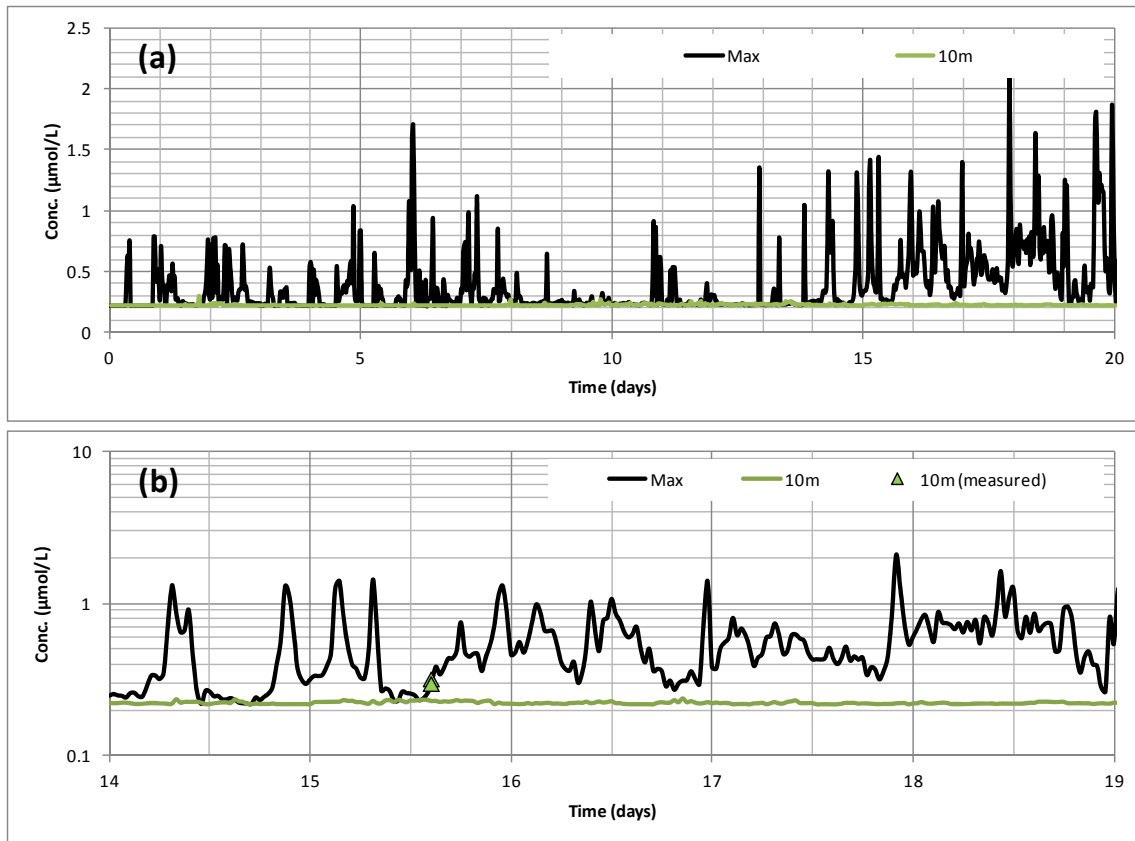 (a)
Max 10m
2.5
2
1.5
1
0.5
0
Conc. (µmol/L)
0 5 10 15 20
Time (days)
(b)
Max 10m 10m (measured)
10
1
0.1
Conc. (µmol/L)
14 15 16 17 18 19
Time (days)